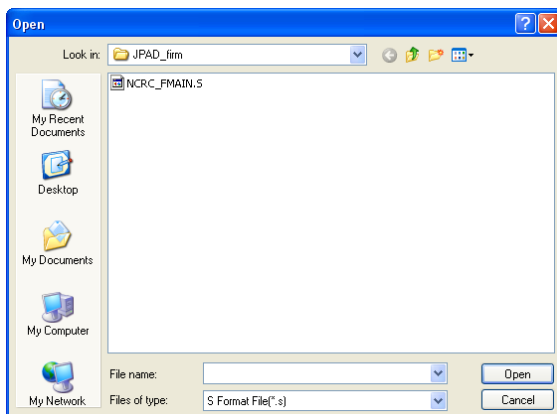 Open
Look in: JPAD_firm
NCRC_FMAIN.S
My Recent
Documents
Desktop
My Documents
My Computer
My Network
File name:
Open
Files of type: S Format File(*.s)
Cancel